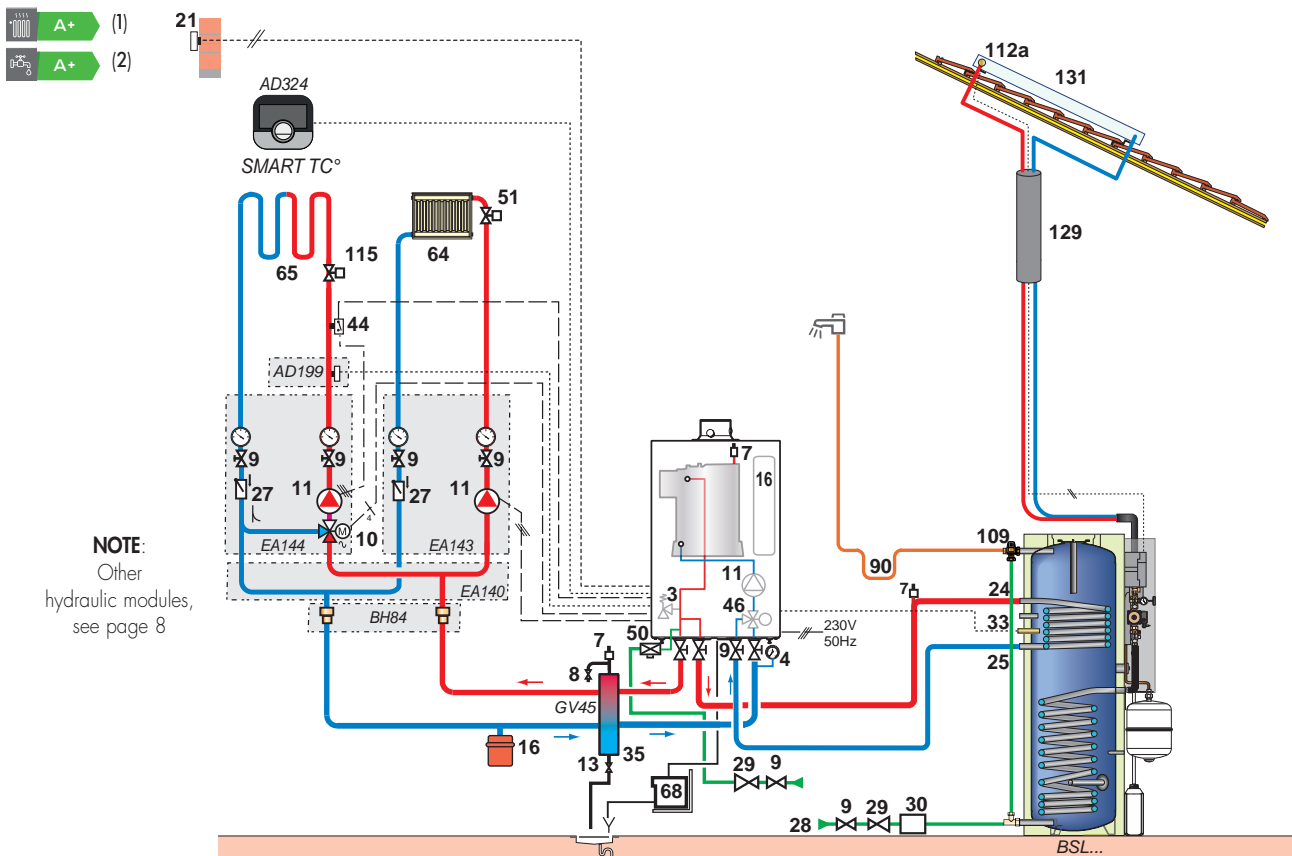 A+ (1)
A+ (2)
21
AD324
SMART TC°
112a
131
129
51
64
65
115
44
AD199
9
9
9
9
27
11
27
11
10
M
4
EA144
EA143
EA140
BH84
NOTE:
Other
hydraulic modules,
see page 8
7
16
11
3
46
50
9
4
230V
50Hz
90
109
7
24
33
25
7
8
GV45
16
13
35
68
29
9
28
9
29
30
BSL...